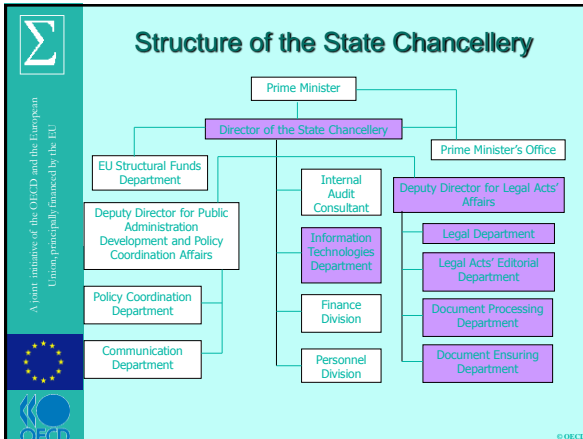 Σ
Structure of the State Chancellery
A joint initiative of the OECD and the European
Union, principally financed by the EU
Prime Minister
Director of the State Chancellery
Prime Minister's Office
EU Structural Funds
Department
Internal
Audit
Consultant
Deputy Director for Legal Acts'
Affairs
Deputy Director for Public
Administration
Development and Policy
Coordination Affairs
Information
Technologies
Department
Legal Department
Legal Acts' Editorial
Department
Policy Coordination
Department
Finance
Division
Document Processing
Department
Communication
Department
Personnel
Division
Document Ensuring
Department
OECD
© OECD